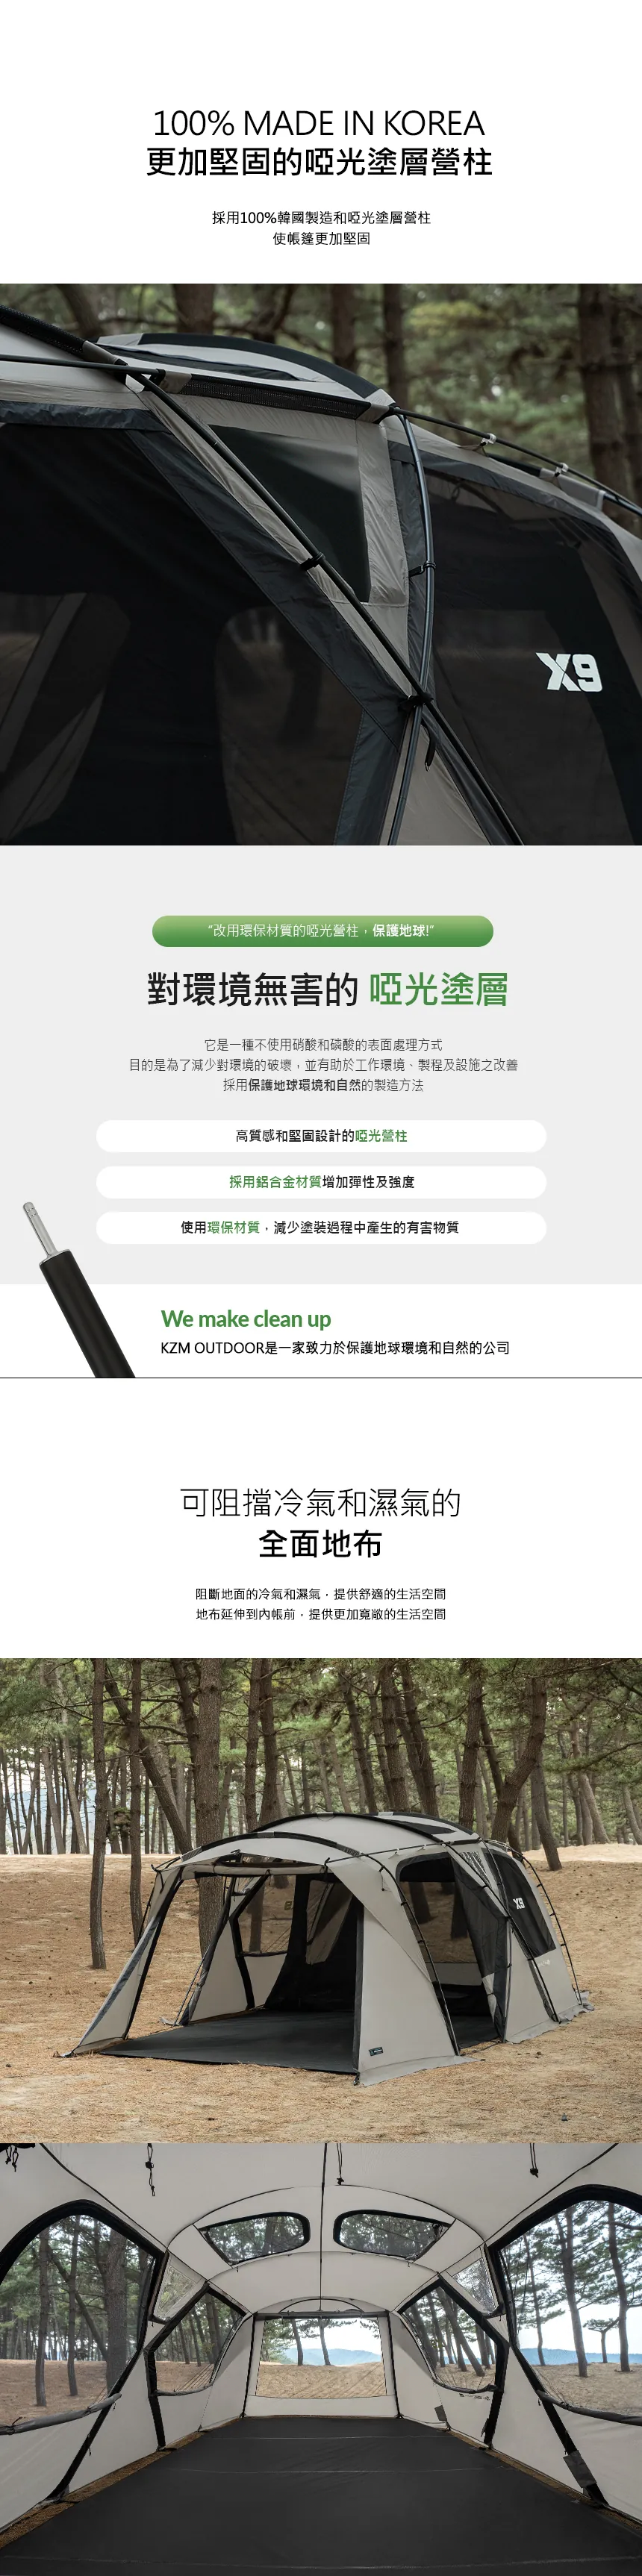 100% MADE IN KOREA
更加堅固的啞光塗層營柱
採用100%韓國製造和啞光塗層營柱
使帳篷更加堅固
X9
“改用環保材質的啞光營柱，保護地球!”
對環境無害的 啞光塗層
它是一種不使用硝酸和磷酸的表面處理方式
目的是為了減少對環境的破壞，並有助於工作環境、製程及設施之改善
採用保護地球環境和自然的製造方法
高質感和堅固設計的啞光營柱
採用鋁合金材質增加彈性及強度
使用環保材質，減少塗裝過程中產生的有害物質
We make clean up
KZM OUTDOOR是一家致力於保護地球環境和自然的公司
可阻擋冷氣和濕氣的
全面地布
阻斷地面的冷氣和濕氣，提供舒適的生活空間
地布延伸到內帳前，提供更加寬敞的生活空間
X9